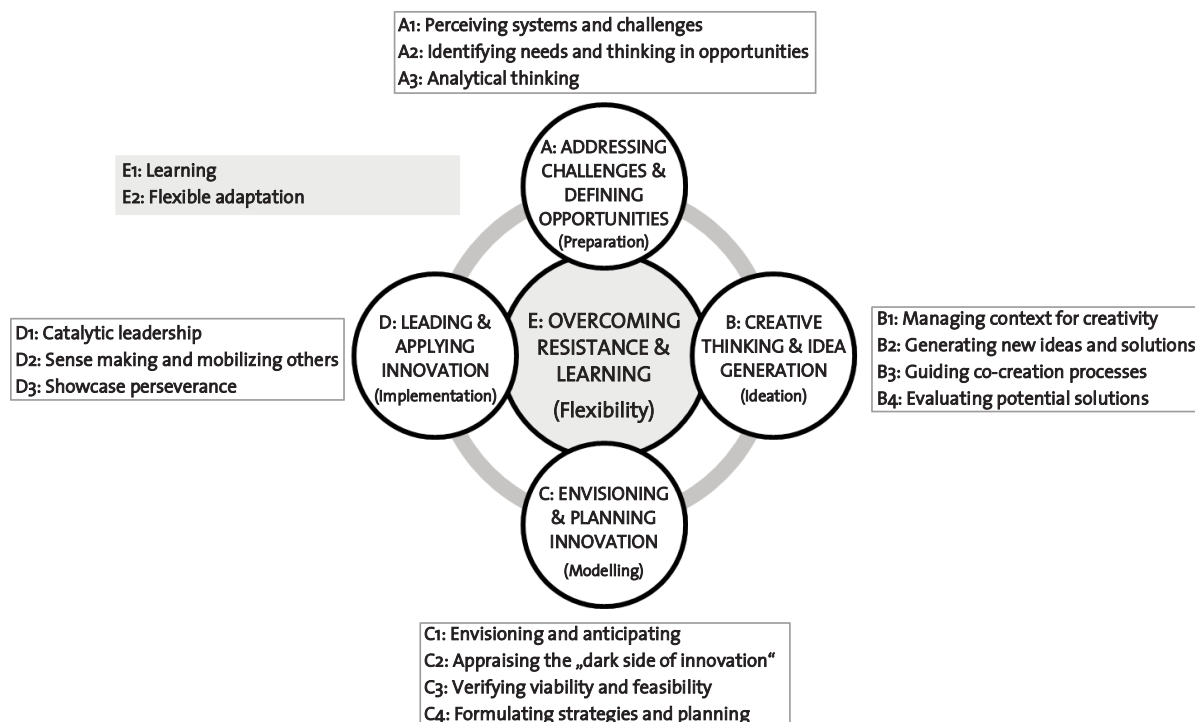 A1: Perceiving systems and challenges
A2: Identifying needs and thinking in opportunities
A3: Analytical thinking
A: ADDRESSING
CHALLENGES &
DEFINING
OPPORTUNITIES
(Preparation)
E1: Learning
E2: Flexible adaptation
D1: Catalytic leadership
D2: Sense making and mobilizing others
D3: Showcase perseverance
D: LEADING &
APPLYING
INNOVATION
(Implementation)
E: OVERCOMING
RESISTANCE &
LEARNING
(Flexibility)
B: CREATIVE
THINKING & IDEA
GENERATION
(Ideation)
B1: Managing context for creativity
B2: Generating new ideas and solutions
B3: Guiding co-creation processes
B4: Evaluating potential solutions
C: ENVISIONING
& PLANNING
INNOVATION
(Modelling)
C1: Envisioning and anticipating
C2: Appraising the „dark side of innovation“
C3: Verifying viability and feasibility
C4: Formulating strategies and planning